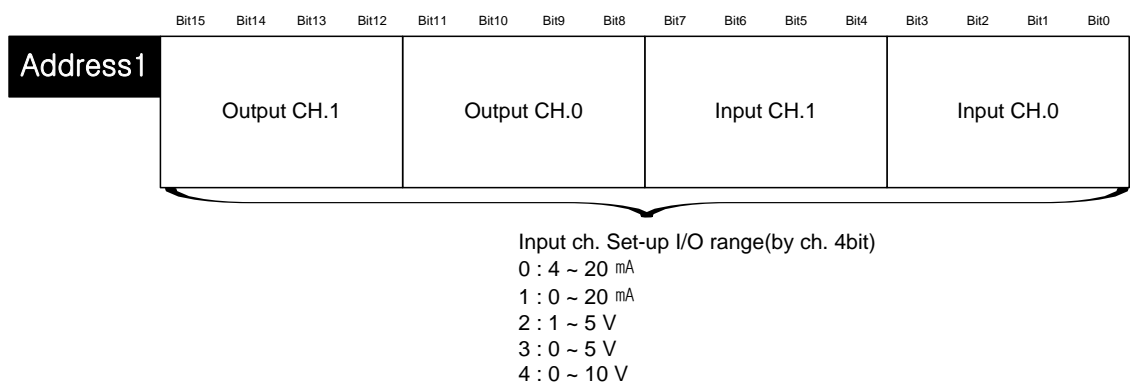 Bit15 Bit14 Bit13 Bit12 Bit11 Bit10 Bit9 Bit8 Bit7 Bit6 Bit5 Bit4 Bit3 Bit2 Bit1 Bit0
Address1
Output CH.1 Output CH.0 Input CH.1 Input CH.0
Input ch. Set-up I/O range(by ch. 4bit)
0 : 4 ~ 20 ㎃
1 : 0 ~ 20 ㎃
2 : 1 ~ 5 V
3 : 0 ~ 5 V
4 : 0 ~ 10 V